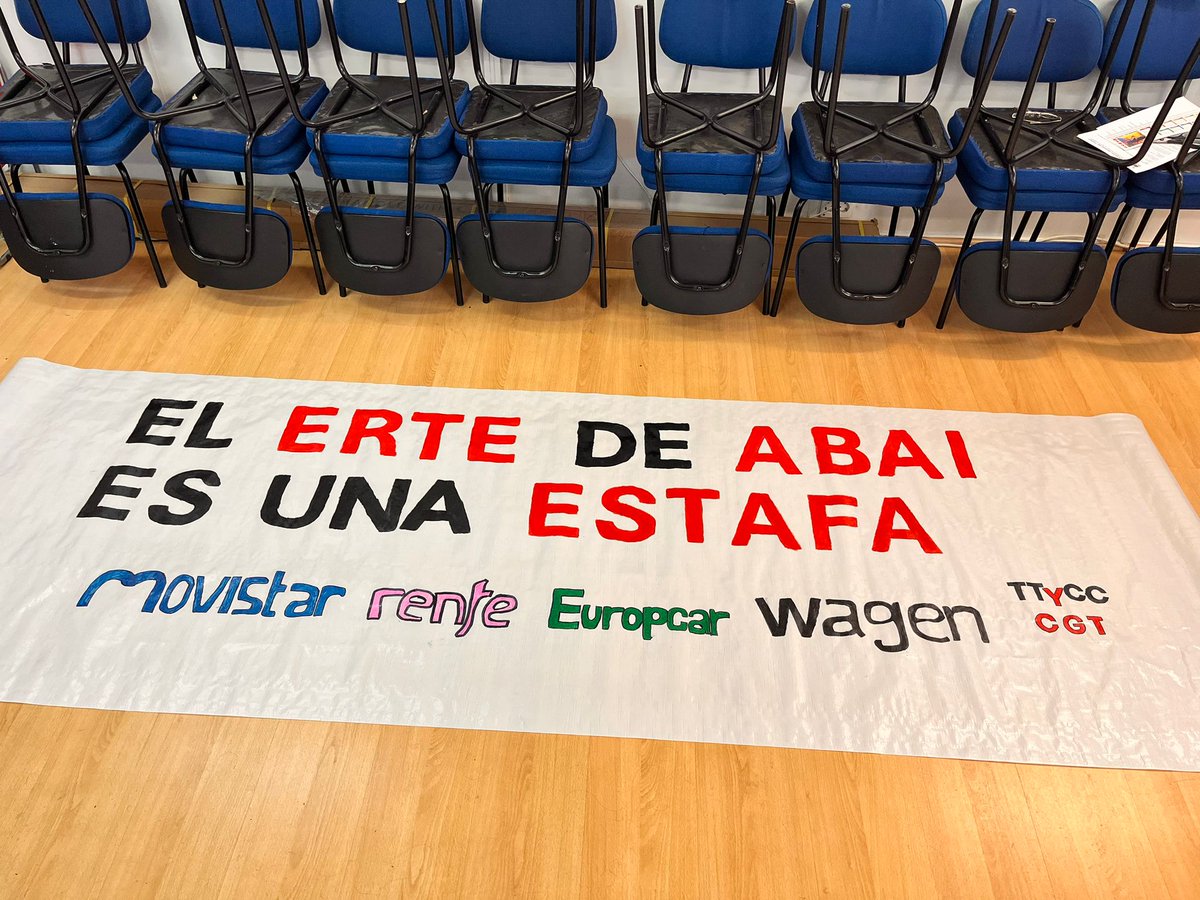 EL ERTE DE ABAI
ES UNA ESTAFA
movistar renfe Europcar wagen
TTyCC
CGT